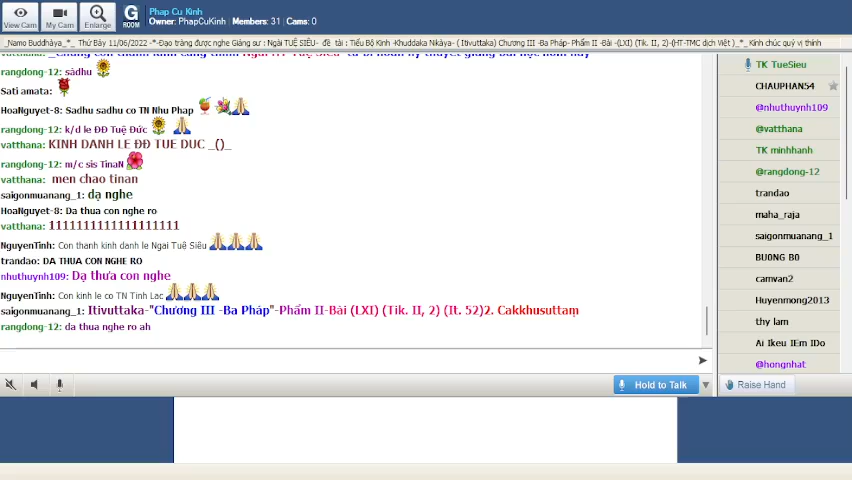 View Cam
My Cam
Enlarge
G
ROOM
Phap Cu Kinh
Owner: PhapCuKinh | Members: 31 | Cams: 0
_Namo Buddhàya_*_ Thứ Bảy 11/06/2022 -*-Đạo tràng được nghe Giảng sư : Ngài TUỆ SIÊU- đề tài : Tiểu Bộ Kinh -Khuddaka Nikàya- ( Itivuttaka) Chương III -Ba Pháp- Phẩm II -Bài -(LXI) (Tik. II, 2)-(HT-TMC dịch Việt )_*_ Kính chúc quý vị thính
rangdong-12: sàdhu
Sati amata:
HoaNguyet-8: Sadhu sadhu co TN Nhu Phap
rangdong-12: k/d le ĐĐ Tuệ Đức
vatthana: KINH DANH LE ĐĐ TUE DUC _()_
rangdong-12: m/c sis TinaN
vatthana: men chao tinan
saigonmuanang_1: dạ nghe
HoaNguyet-8: Da thua con nghe ro
vatthana: 1111111111111111111
NguyenTinh: Con thanh kinh danh le Ngai Tuệ Siêu
trandao: DA THUA CON NGHE RO
nhuthuynh109: Dạ thưa con nghe
NguyenTinh: Con kinh le co TN Tinh Lac
saigonmuanang_1: Itivuttaka-"Chương III -Ba Pháp"-Phẩm II-Bài (LXI) (Tik. II, 2) (It. 52)2. Cakkhusuttaṃ
rangdong-12: da thua nghe ro ah
Hold to Talk
TK TueSieu
CHAUPHAN54
@nhuthuynh109
@vatthana
TK minhhanh
@rangdong-12
trandao
maha_raja
saigonmuanang_1
BUONG B0
camvan2
Huyenmong2013
thy lam
Ai lkeu IEm IDo
@hongnhat
Raise Hand